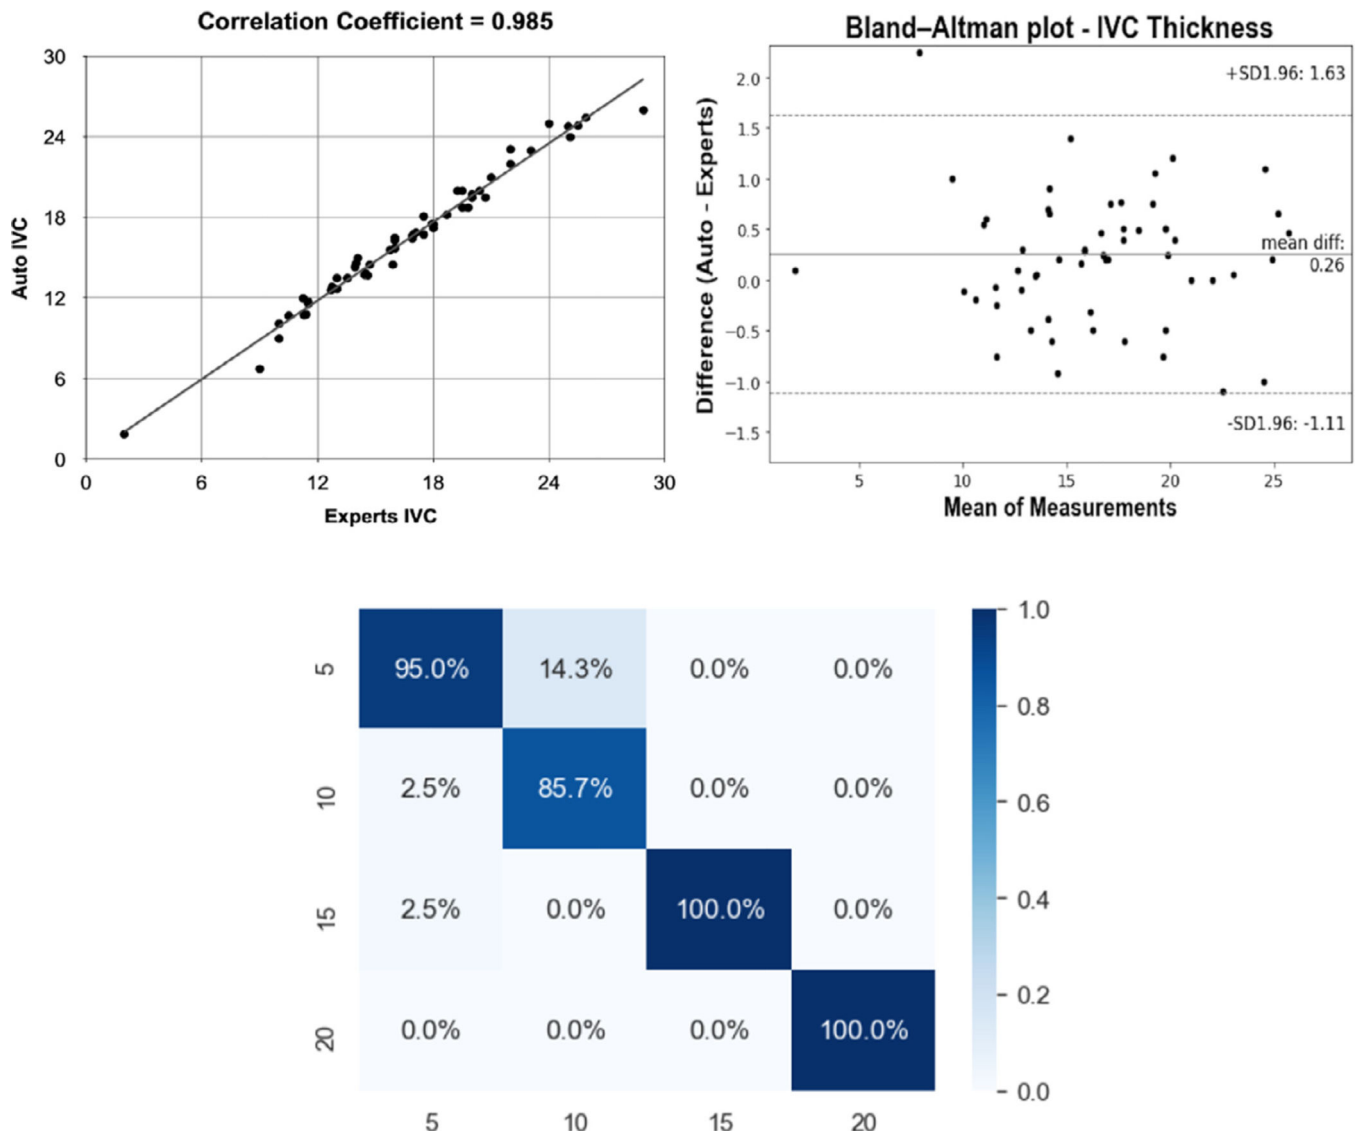 Correlation Coefficient = 0.985
30
24
18
12
6
0
Auto IVC
0 6 12 18 24 30
Experts IVC
Bland–Altman plot - IVC Thickness
+SD1.96: 1.63
2.0
1.5
1.0
0.5
0.0
−0.5
−1.0
−1.5
Difference (Auto - Experts)
mean diff:
0.26
-SD1.96: -1.11
5 10 15 20 25
Mean of Measurements
5 95.0% 14.3% 0.0% 0.0%
10 2.5% 85.7% 0.0% 0.0%
15 2.5% 0.0% 100.0% 0.0%
20 0.0% 0.0% 0.0% 100.0%
5 10 15 20
1.0
0.8
0.6
0.4
0.2
0.0